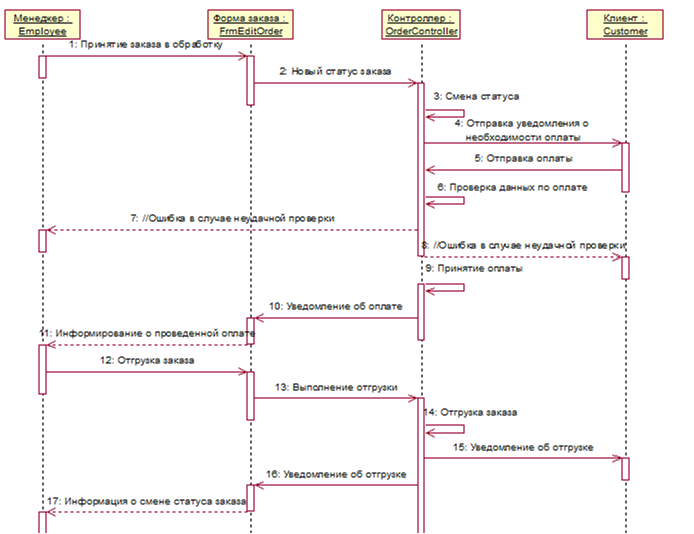 Менеджер :
Employee
Форма заказа :
FrmEditOrder
Контроллер :
OrderController
Клиент :
Customer
1: Принятие заказа в обработку
2: Новый статус заказа
3: Смена статуса
4: Отправка уведомления о
необходимости оплаты
5: Отправка оплаты
6: Проверка данных по оплате
7: //Ошибка в случае неудачной проверки
8: //Ошибка в случае неудачной проверки
9: Принятие оплаты
10: Уведомление об оплате
11: Информирование о проведенной оплате
12: Отгрузка заказа
13: Выполнение отгрузки
14: Отгрузка заказа
15: Уведомление об отгрузке
16: Уведомление об отгрузке
17: Информация о смене статуса заказа